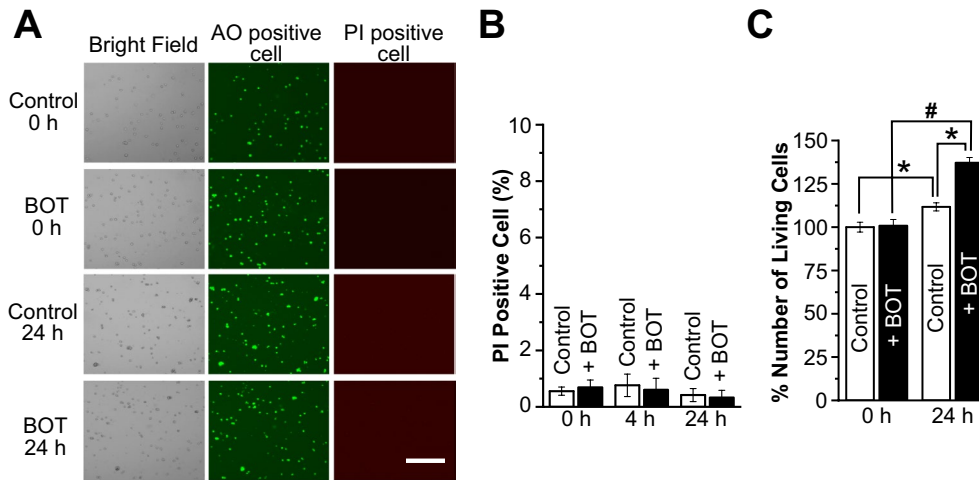 A
Bright Field
AO positive
cell
PI positive
cell
Control
0 h
BOT
0 h
Control
24 h
BOT
24 h
B
PI Positive Cell (%)
10
8
6
4
2
0
Control
+ BOT
Control
+ BOT
Control
+ BOT
0 h
4 h
24 h
C
% Number of Living Cells
150
125
100
75
50
25
0
*
#
*
Control
+ BOT
Control
+ BOT
0 h
24 h